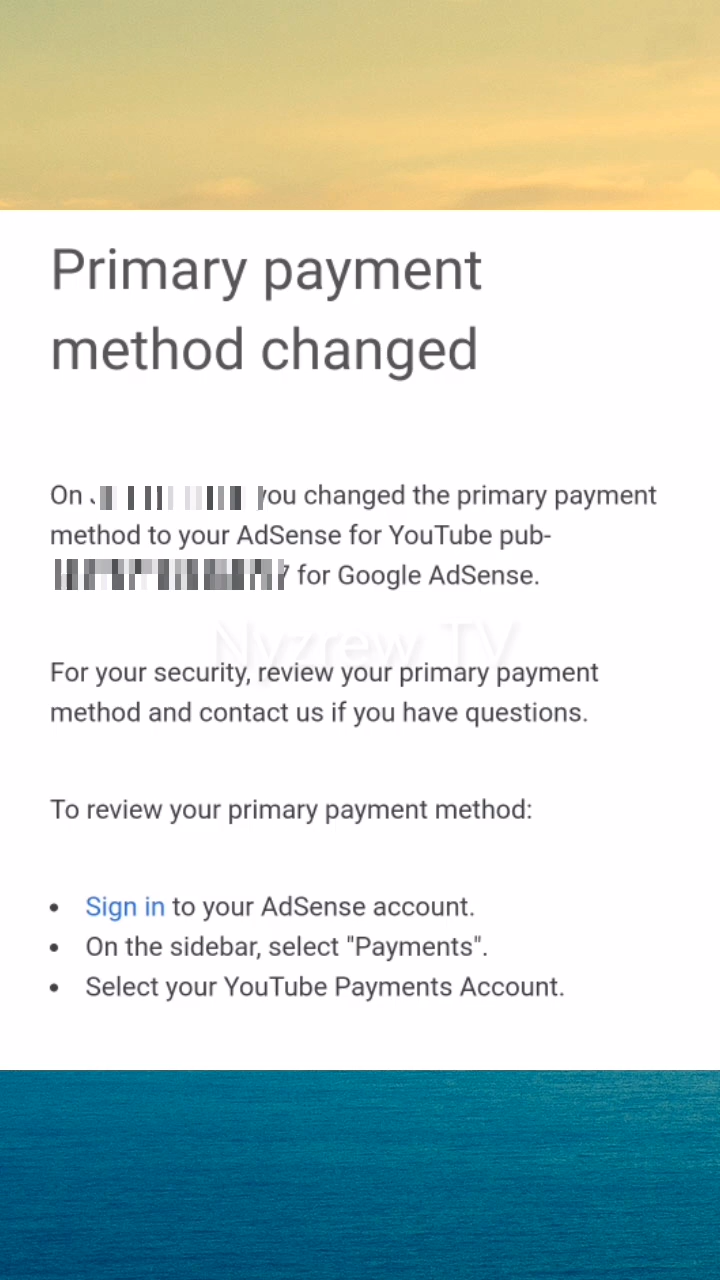 Primary payment
method changed
On you changed the primary payment
method to your AdSense for YouTube pub-
7 for Google AdSense.
Nyzrew TV
For your security, review your primary payment
method and contact us if you have questions.
To review your primary payment method:
• Sign in to your AdSense account.
• On the sidebar, select "Payments".
• Select your YouTube Payments Account.